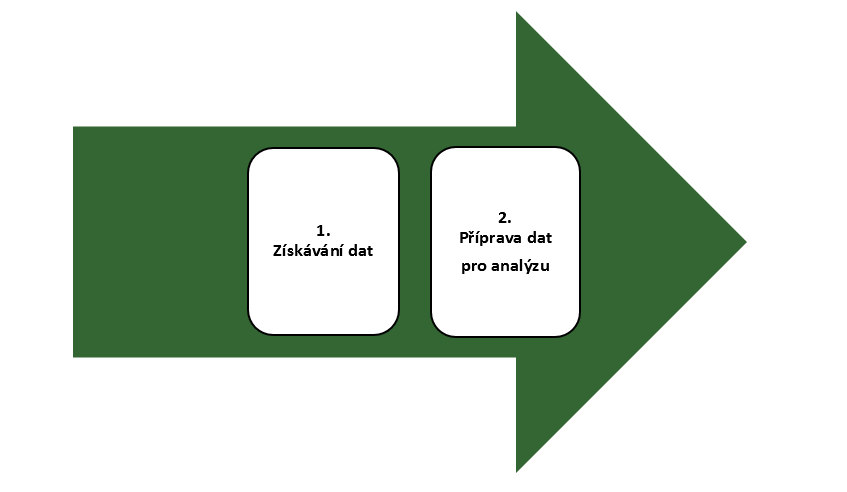 1.
Získávání dat
2.
Příprava dat
pro analýzu